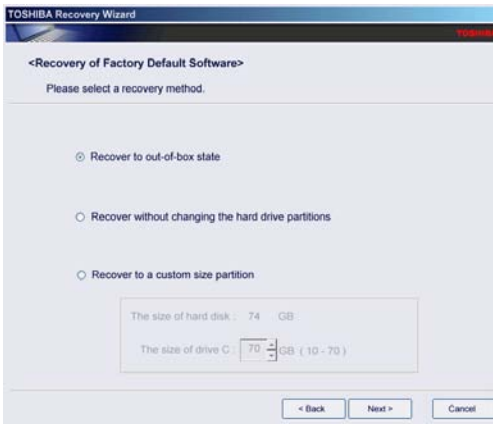 TOSHIBA Recovery Wizard
TOSHIBA
<Recovery of Factory Default Software>
Please select a recovery method.
Recover to out-of-box state
Recover without changing the hard drive partitions
Recover to a custom size partition
The size of hard disk : 74 GB
The size of drive C : 70 GB ( 10 - 70 )
< Back Next > Cancel